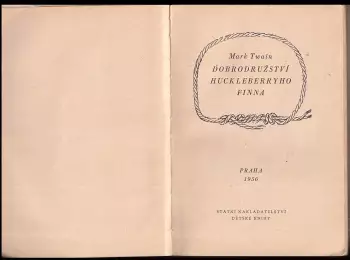 Mark Twain
DOBRODRUŽSTVÍ
HUCKLEBERRYHO
FINNA
PRAHA
1956
STÁTNÍ NAKLADATELSTVÍ
DĚTSKÉ KNIHY